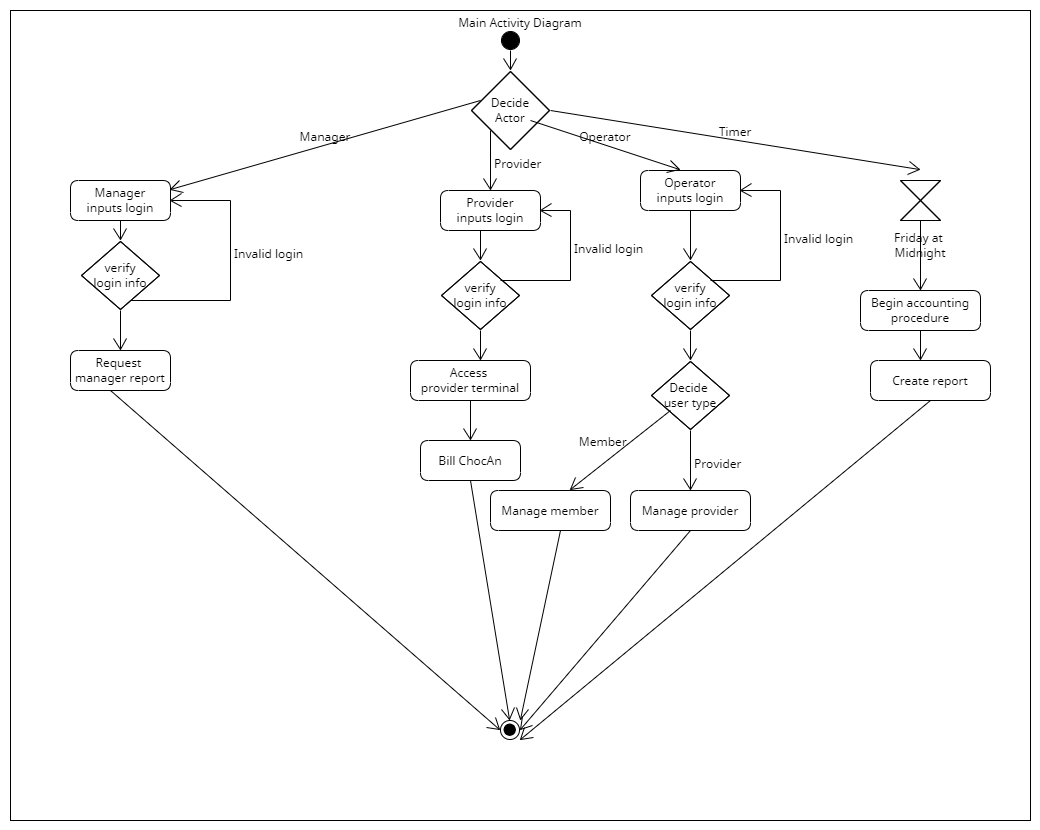 Main Activity Diagram
Decide
Actor
Manager
Provider
Operator
Timer
Manager
inputs login
Provider
inputs login
Operator
inputs login
Friday at
Midnight
Invalid login
Invalid login
Invalid login
verify
login info
verify
login info
verify
login info
Begin accounting
procedure
Request
manager report
Access
provider terminal
Decide
user type
Create report
Member
Provider
Bill ChocAn
Manage member
Manage provider